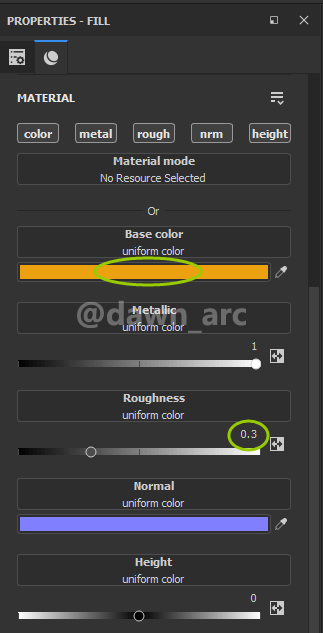 PROPERTIES - FILL
MATERIAL
color metal rough nrm height
Material mode
No Resource Selected
Or
Base color
uniform color
@dawn_arc
Metallic
uniform color
1
Roughness
uniform color
0.3
Normal
uniform color
Height
uniform color
0